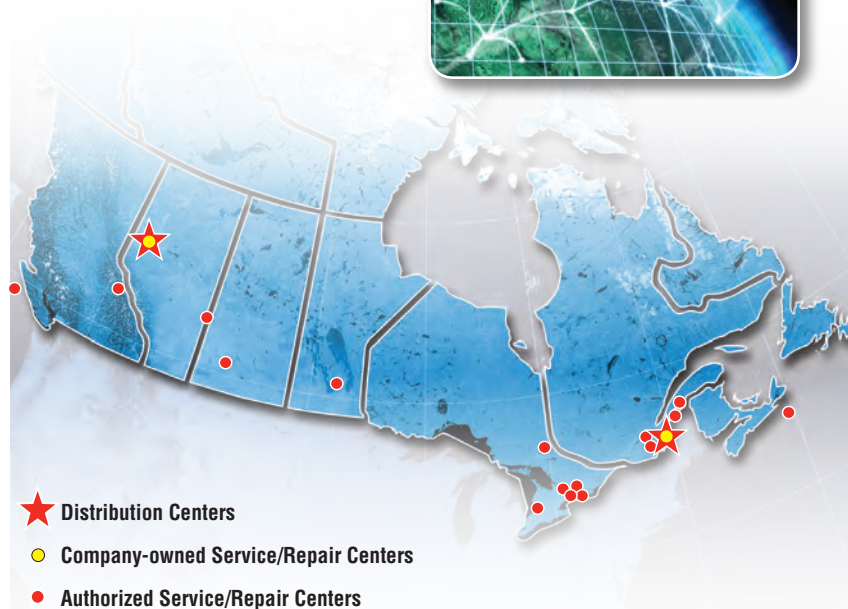 Distribution Centers
Company-owned Service/Repair Centers
Authorized Service/Repair Centers